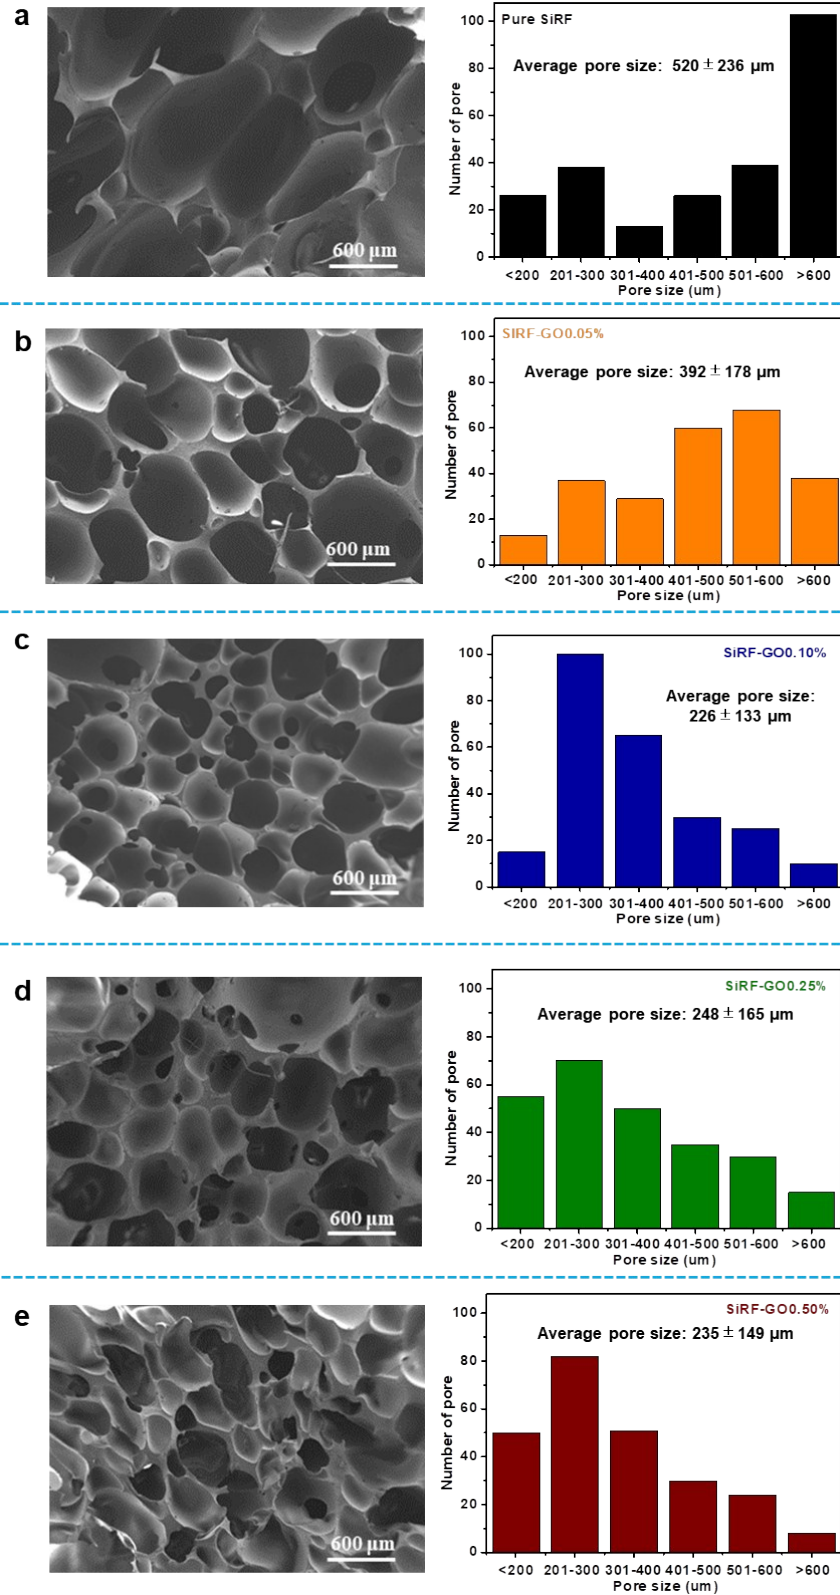 a
600 µm
Pure SiRF
Average pore size: 520 ± 236 µm
Number of pore
100
80
60
40
20
0
<200 201-300 301-400 401-500 501-600 >600
Pore size (um)
b
600 µm
SIRF-GO0.05%
Average pore size: 392 ± 178 µm
Number of pore
100
80
60
40
20
0
<200 201-300 301-400 401-500 501-600 >600
Pore size (um)
c
600 µm
SiRF-GO0.10%
Average pore size:
226 ± 133 µm
Number of pore
100
80
60
40
20
0
<200 201-300 301-400 401-500 501-600 >600
Pore size (um)
d
600 µm
SiRF-GO0.25%
Average pore size: 248 ± 165 µm
Number of pore
100
80
60
40
20
0
<200 201-300 301-400 401-500 501-600 >600
Pore size (um)
e
600 µm
SiRF-GO0.50%
Average pore size: 235 ± 149 µm
Number of pore
100
80
60
40
20
0
<200 201-300 301-400 401-500 501-600 >600
Pore size (um)